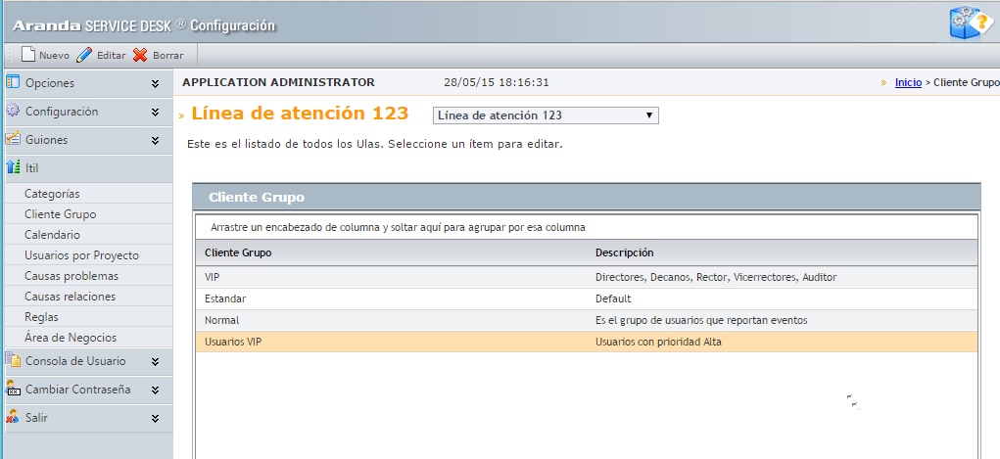 Aranda SERVICE DESK ® Configuración
Nuevo Editar Borrar
Opciones
Configuración
Guiones
Itil
Categorías
Cliente Grupo
Calendario
Usuarios por Proyecto
Causas problemas
Causas relaciones
Reglas
Área de Negocios
Consola de Usuario
Cambiar Contraseña
Salir
APPLICATION ADMINISTRATOR 28/05/15 18:16:31 » Inicio > Cliente Grupo
» Línea de atención 123 Línea de atención 123
Este es el listado de todos los Ulas. Seleccione un ítem para editar.
Cliente Grupo
Arrastre un encabezado de columna y soltar aquí para agrupar por esa columna
Cliente Grupo Descripción
VIP Directores, Decanos, Rector, Vicerrectores, Auditor
Estandar Default
Normal Es el grupo de usuarios que reportan eventos
Usuarios VIP Usuarios con prioridad Alta